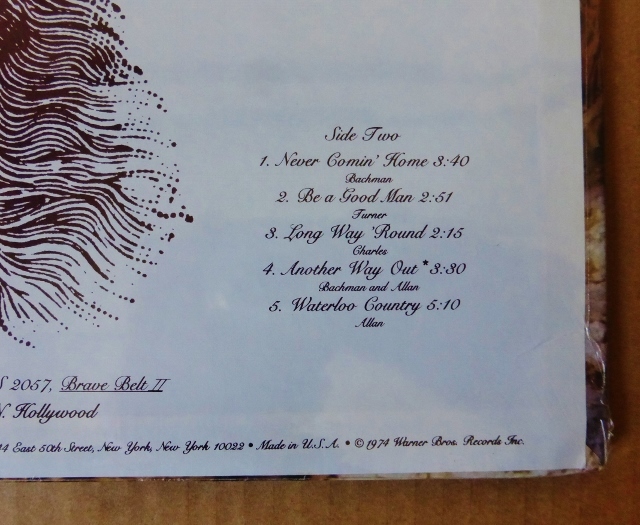 Side Two
1. Never Comin' Home 3:40
Bachman
2. Be a Good Man 2:51
Turner
3. Long Way 'Round 2:15
Charles
4. Another Way Out * 3:30
Bachman and Allan
5. Waterloo Country 5:10
Allan
S 2057, Brave Belt II
N. Hollywood
44 East 50th Street, New York, New York 10022 • Made in U.S.A. • © 1974 Warner Bros. Records Inc.